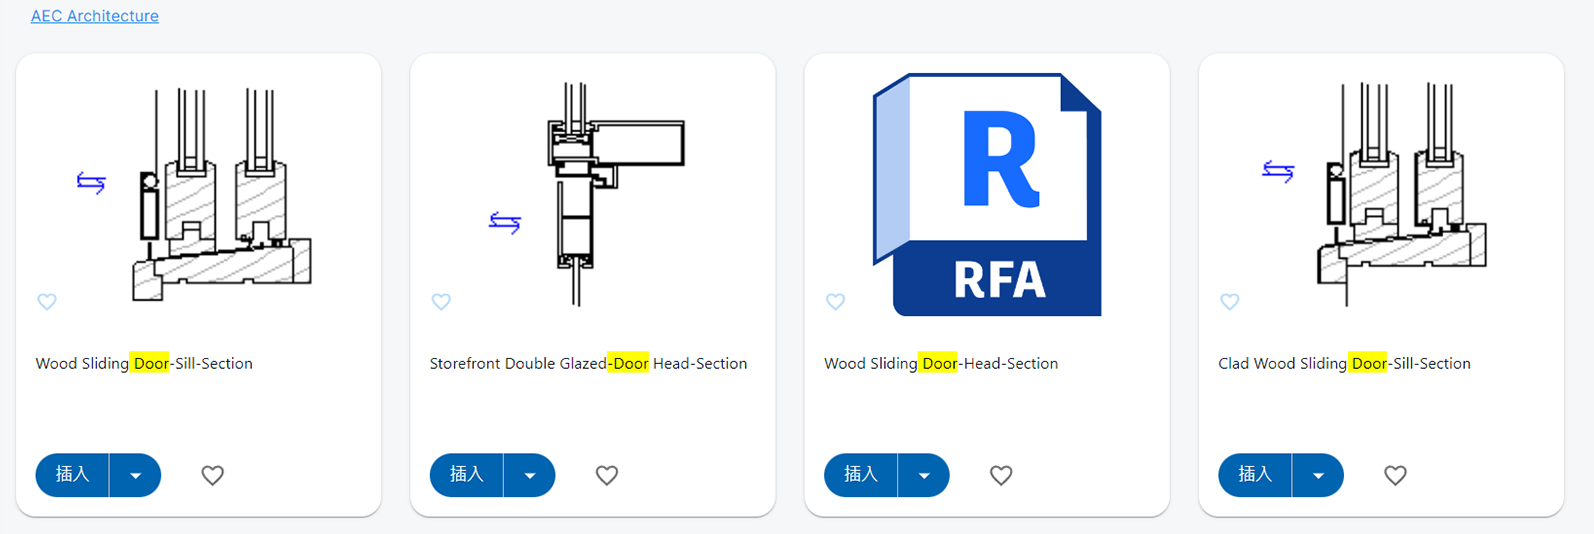 AEC Architecture
R
RFA
Wood Sliding Door-Sill-Section
Storefront Double Glazed-Door Head-Section
Wood Sliding Door-Head-Section
Clad Wood Sliding Door-Sill-Section
插入
插入
插入
插入